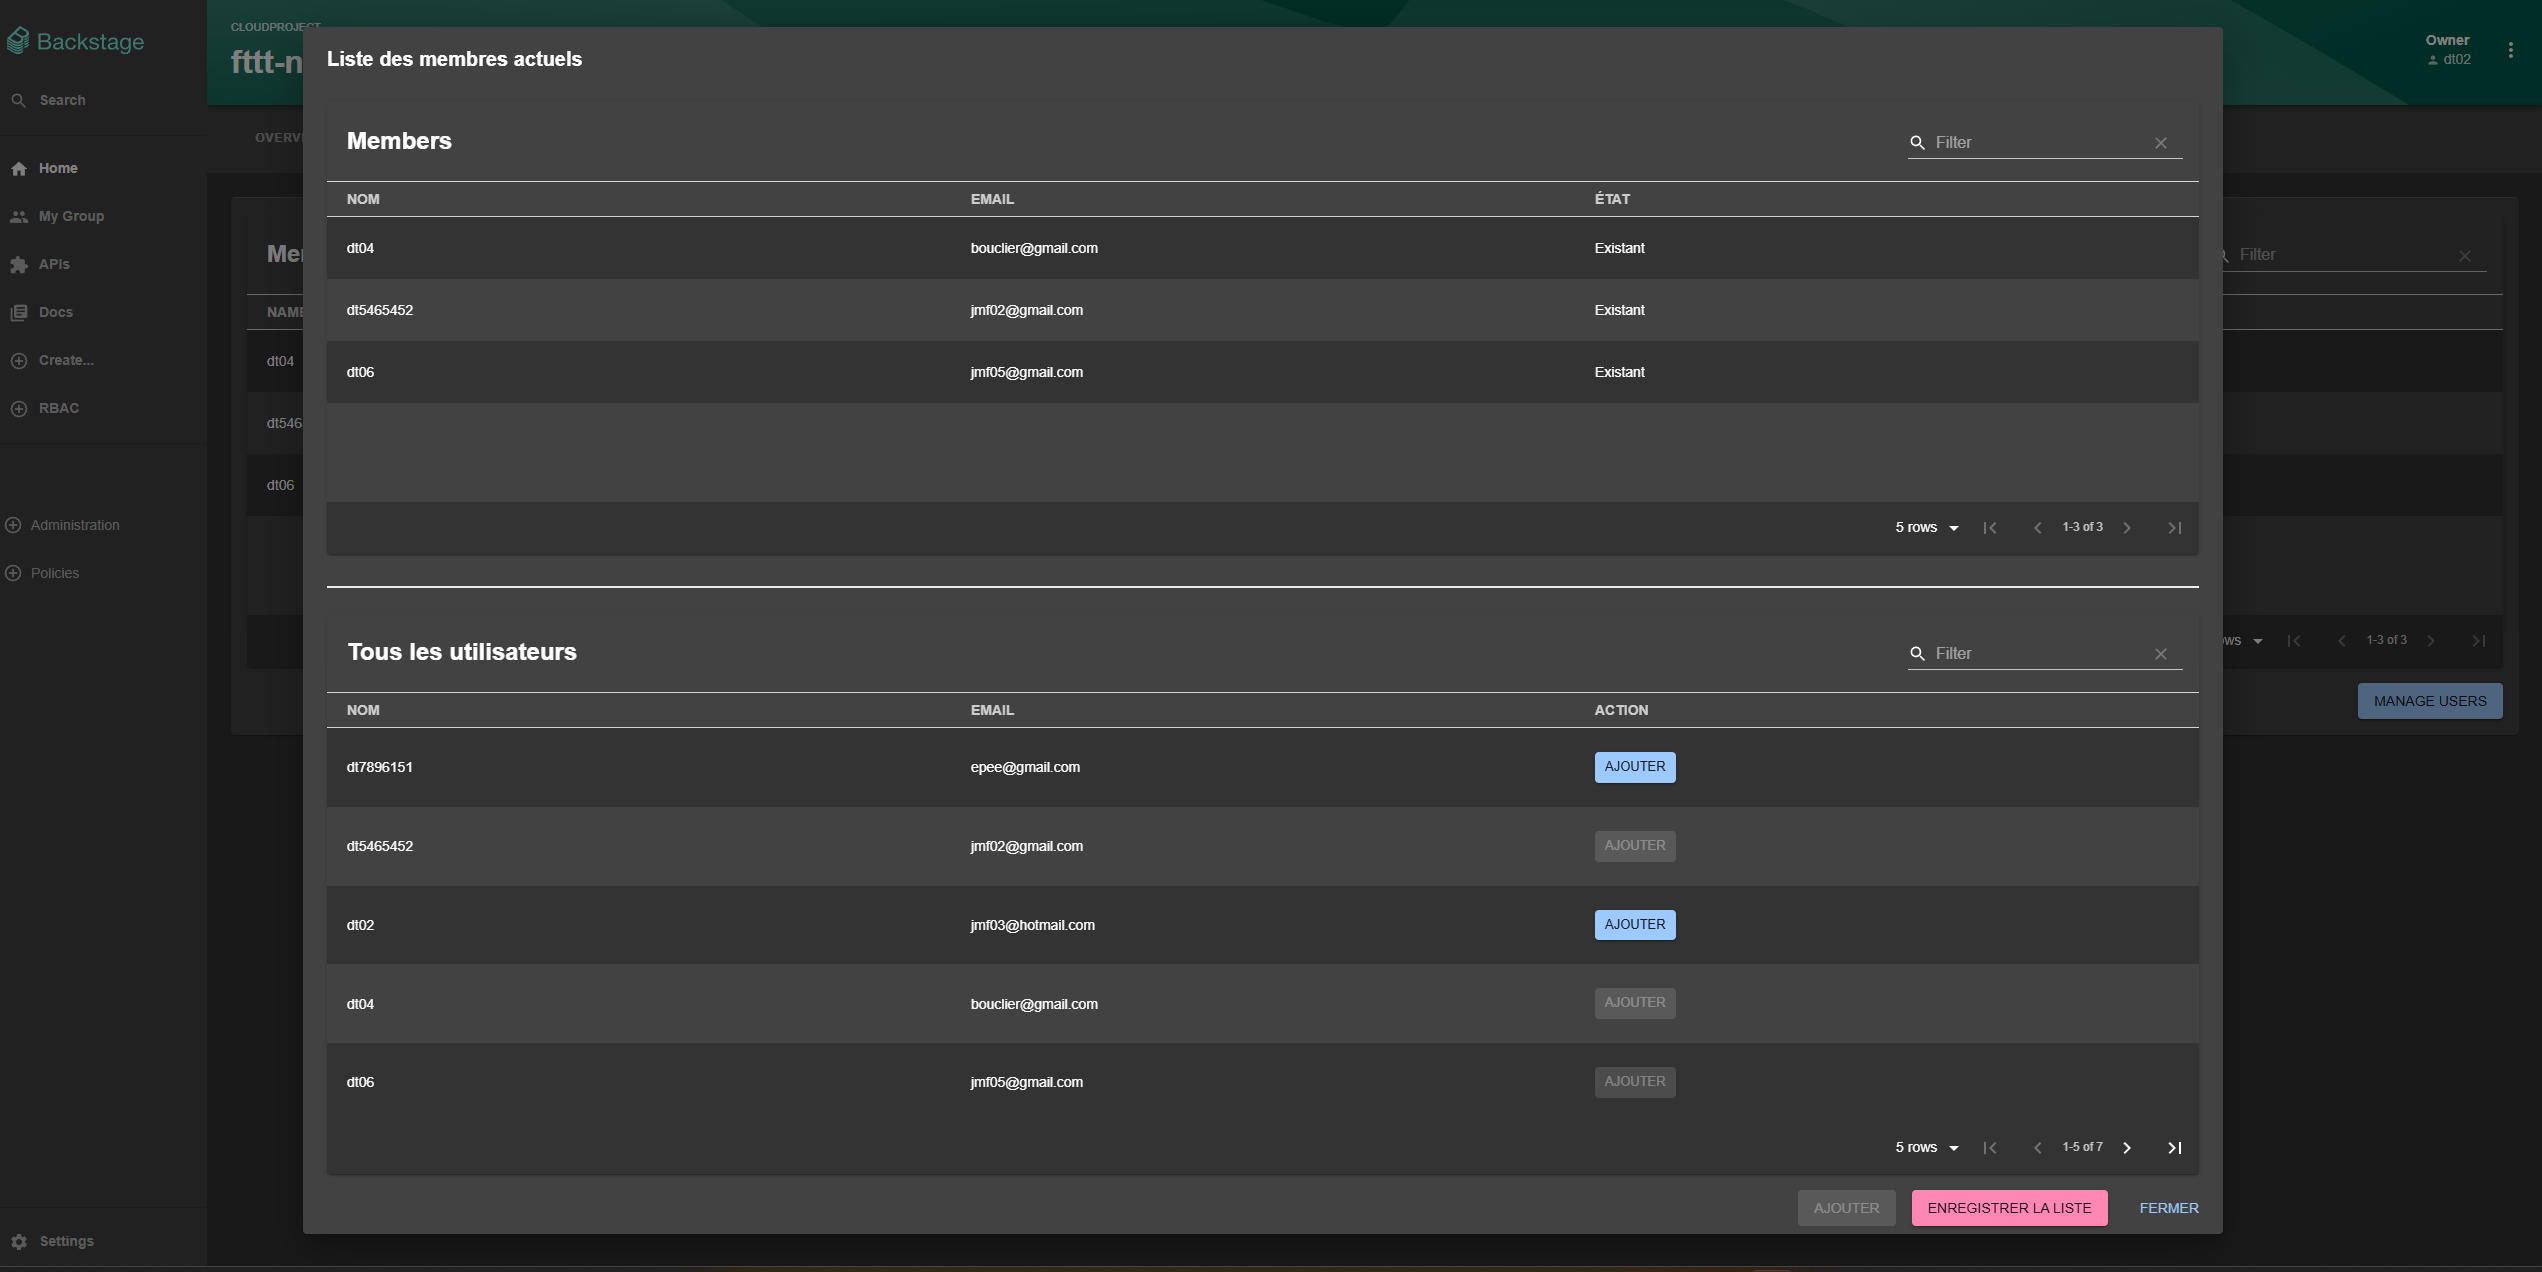 Backstage
Search
Home
My Group
APIs
Docs
Create...
RBAC
Administration
Policies
Settings
CLOUDPROJECT
fttt-n
Owner
dt02
OVERV
Mer
Filter
NAME
dt04
dt546
dt06
1-3 of 3
MANAGE USERS
Liste des membres actuels
Members
Filter
NOM EMAIL ÉTAT
dt04 bouclier@gmail.com Existant
dt5465452 jmf02@gmail.com Existant
dt06 jmf05@gmail.com Existant
5 rows 1-3 of 3
Tous les utilisateurs
Filter
NOM EMAIL ACTION
dt7896151 epee@gmail.com AJOUTER
dt5465452 jmf02@gmail.com AJOUTER
dt02 jmf03@hotmail.com AJOUTER
dt04 bouclier@gmail.com AJOUTER
dt06 jmf05@gmail.com AJOUTER
5 rows 1-5 of 7
AJOUTER ENREGISTRER LA LISTE FERMER